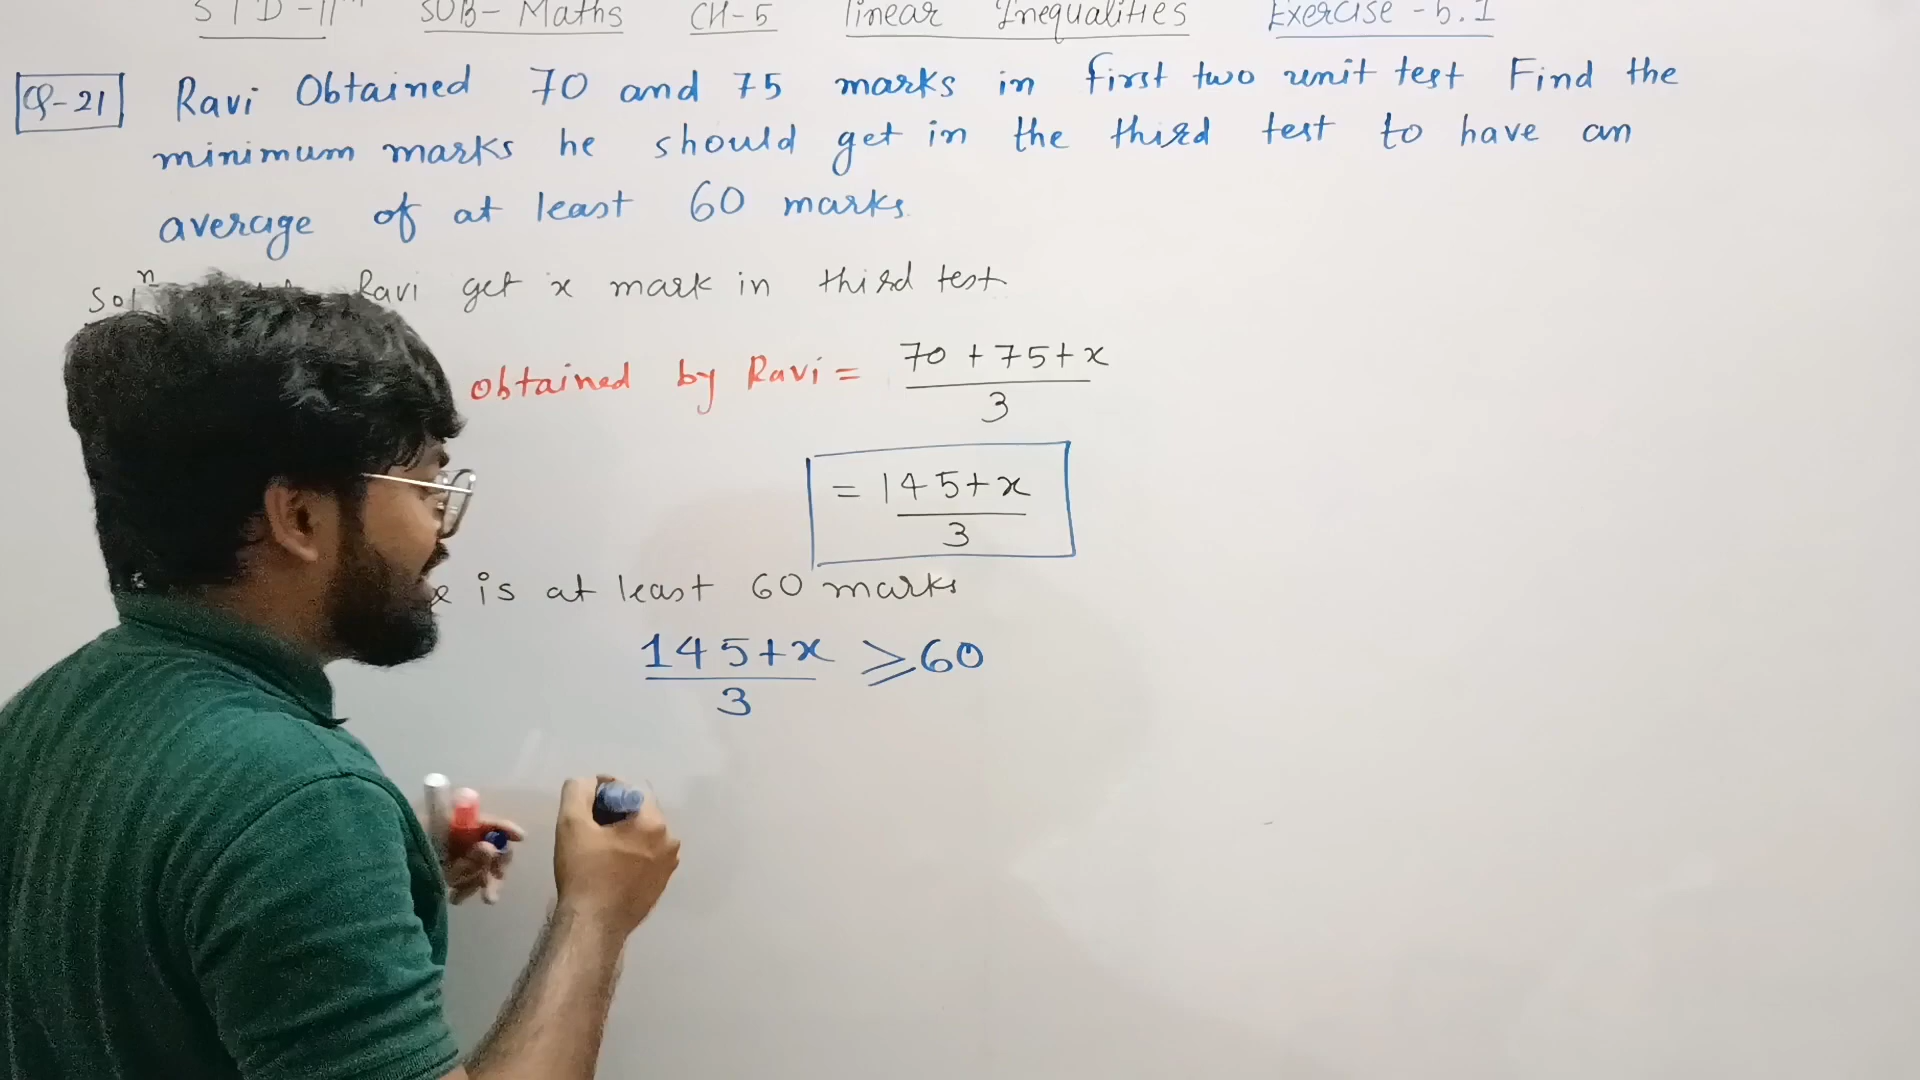 STD-11th SUB- Maths CH-5 linear Inequalities Exercise - 5.1
Q-21 Ravi Obtained 70 and 75 marks in first two unit test Find the
minimum marks he should get in the third test to have an
average of at least 60 marks.
Solⁿ Ravi get x mark in third test
obtained by Ravi = 70 + 75 + x / 3
= 145 + x / 3
is at least 60 marks
145 + x / 3 ≥ 60